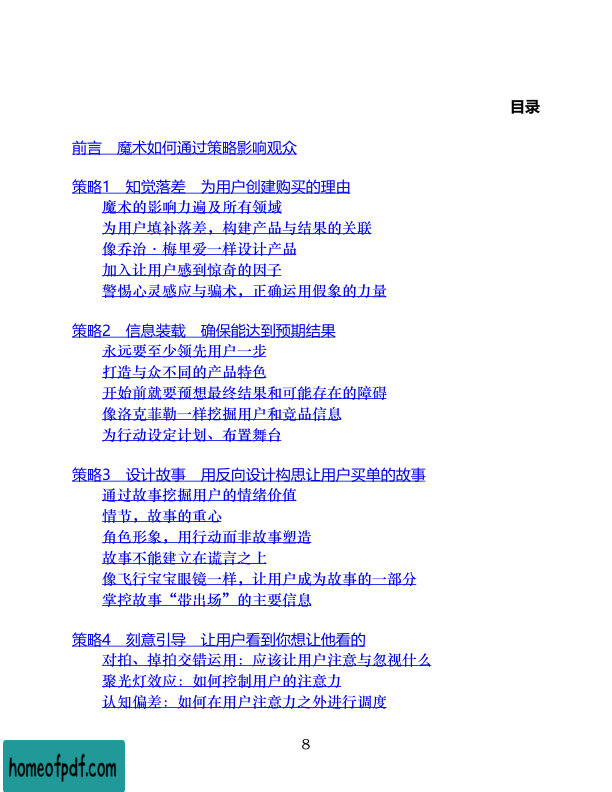 目录
前言　魔术如何通过策略影响观众
策略1　知觉落差　为用户创建购买的理由
魔术的影响力遍及所有领域
为用户填补落差，构建产品与结果的关联
像乔治·梅里爱一样设计产品
加入让用户感到惊奇的因子
警惕心灵感应与骗术，正确运用假象的力量
策略2　信息装载　确保能达到预期结果
永远要至少领先用户一步
打造与众不同的产品特色
开始前就要预想最终结果和可能存在的障碍
像洛克菲勒一样挖掘用户和竞品信息
为行动设定计划、布置舞台
策略3　设计故事　用反向设计构思让用户买单的故事
通过故事挖掘用户的情绪价值
情节，故事的重心
角色形象，用行动而非故事塑造
故事不能建立在谎言之上
像飞行宝宝眼镜一样，让用户成为故事的一部分
掌控故事“带出场”的主要信息
策略4　刻意引导　让用户看到你想让他看的
对拍、掉拍交错运用：应该让用户注意与忽视什么
聚光灯效应：如何控制用户的注意力
认知偏差：如何在用户注意力之外进行调度
8
homeofpdf.com